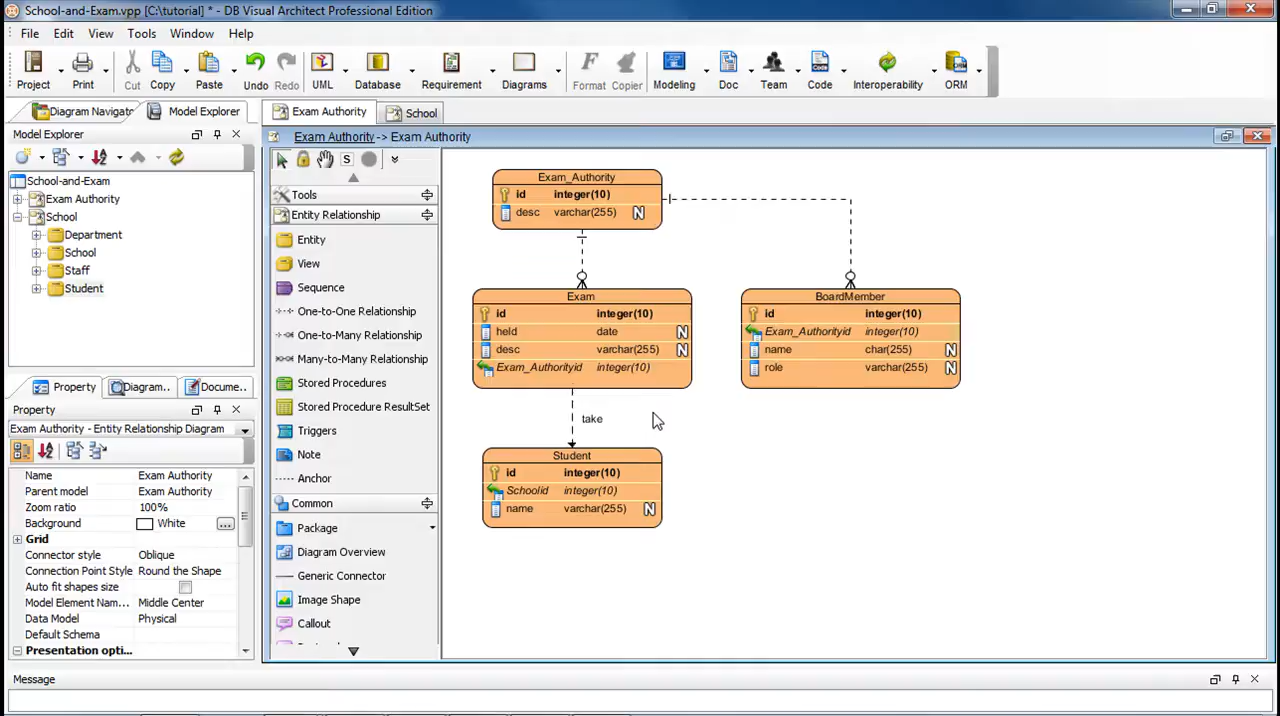 School-and-Exam.vpp [C:\tutorial] * - DB Visual Architect Professional Edition
File Edit View Tools Window Help
Project Print Cut Copy Paste Undo Redo UML Database Requirement Diagrams Format Copier Modeling Doc Team Code Interoperability ORM
Diagram Navigato Model Explorer Exam Authority School
Model Explorer
Exam Authority -> Exam Authority
School-and-Exam
Exam Authority
School
Department
School
Staff
Student
Property Diagram.. Docume..
Property
Exam Authority - Entity Relationship Diagram
Name Exam Authority
Parent model Exam Authority
Zoom ratio 100%
Background White ...
Grid
Connector style Oblique
Connection Point Style Round the Shape
Auto fit shapes size
Model Element Nam... Middle Center
Data Model Physical
Default Schema
Presentation opti...
S
Tools
Entity Relationship
Entity
View
Sequence
One-to-One Relationship
One-to-Many Relationship
Many-to-Many Relationship
Stored Procedures
Stored Procedure ResultSet
Triggers
Note
Anchor
Common
Package
Diagram Overview
Generic Connector
Image Shape
Callout
Exam_Authority
id integer(10)
desc varchar(255) N
Exam
id integer(10)
held date N
desc varchar(255) N
Exam_Authorityid integer(10)
BoardMember
id integer(10)
Exam_Authorityid integer(10)
name char(255) N
role varchar(255) N
take
Student
id integer(10)
Schoolid integer(10)
name varchar(255) N
Message